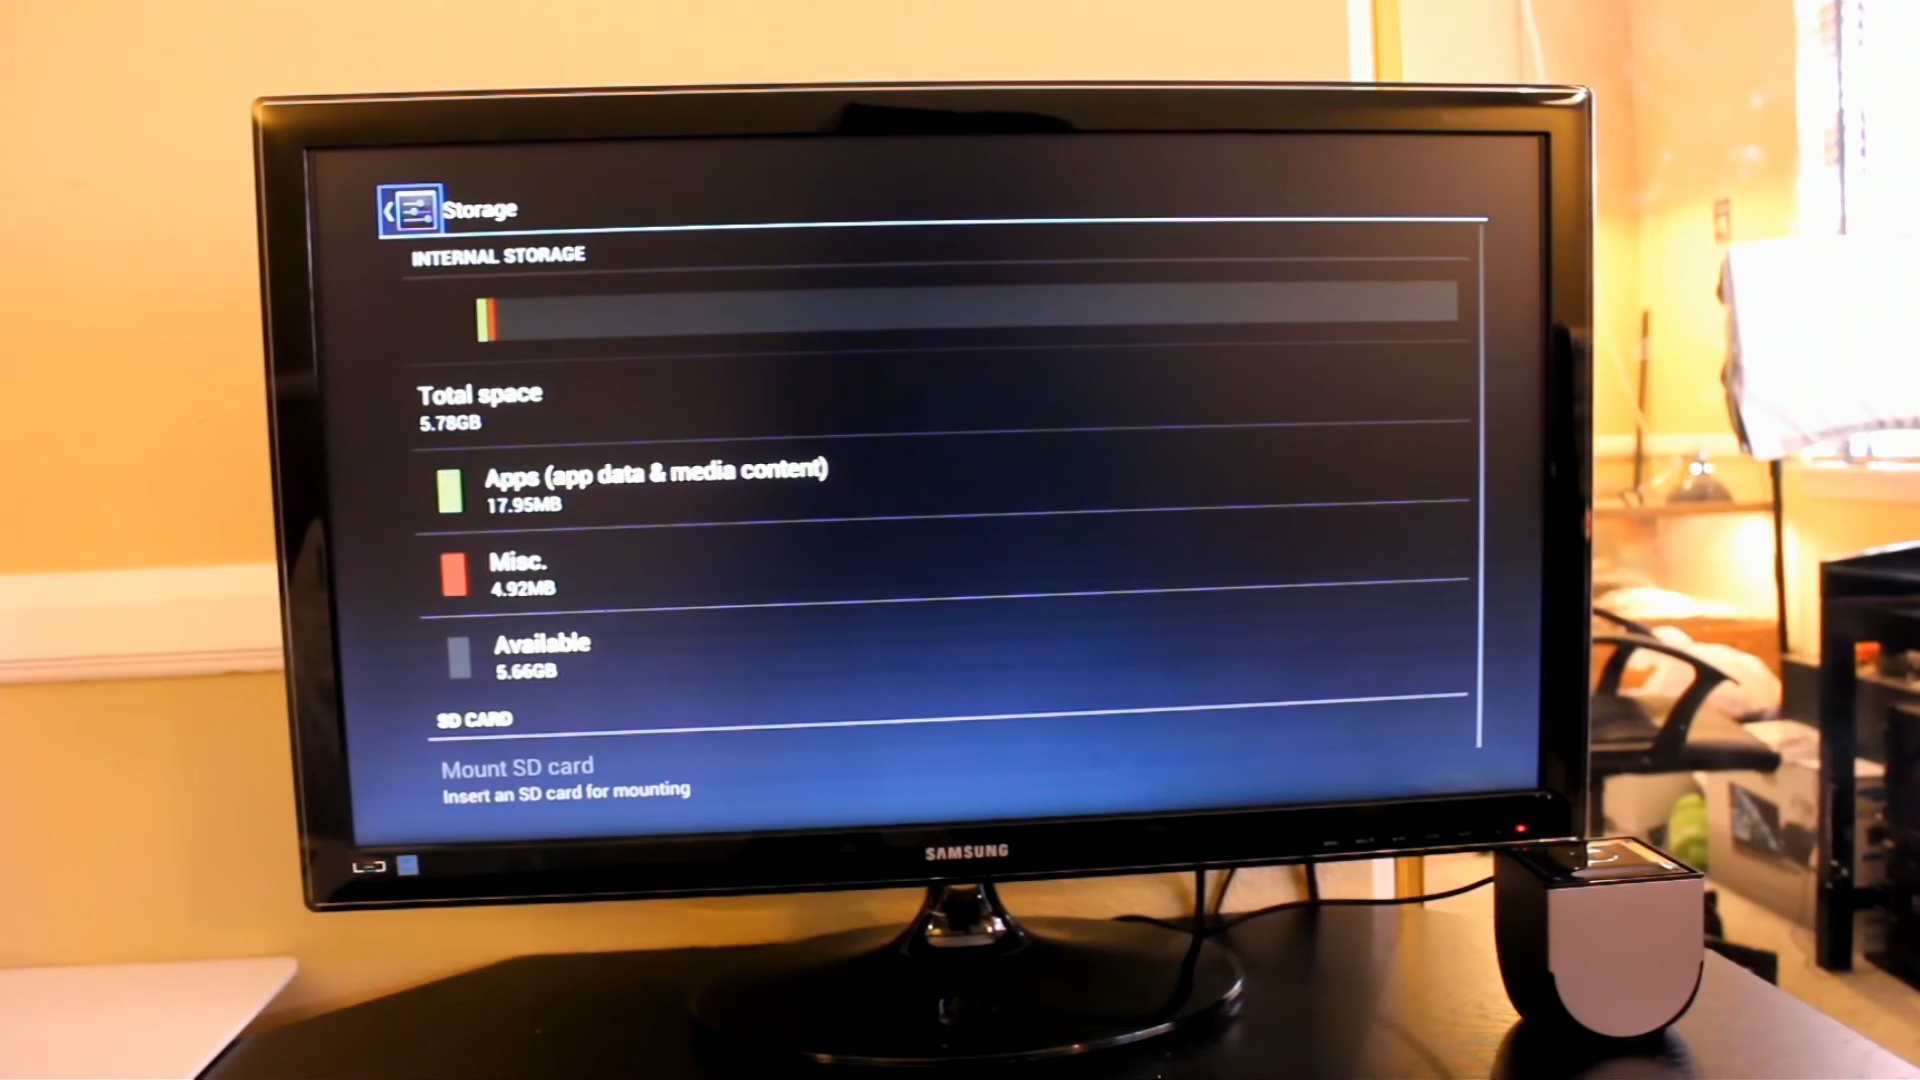 Storage
INTERNAL STORAGE
Total space
5.78GB
Apps (app data & media content)
17.95MB
Misc.
4.92MB
Available
5.66GB
SD CARD
Mount SD card
Insert an SD card for mounting
SAMSUNG
LED